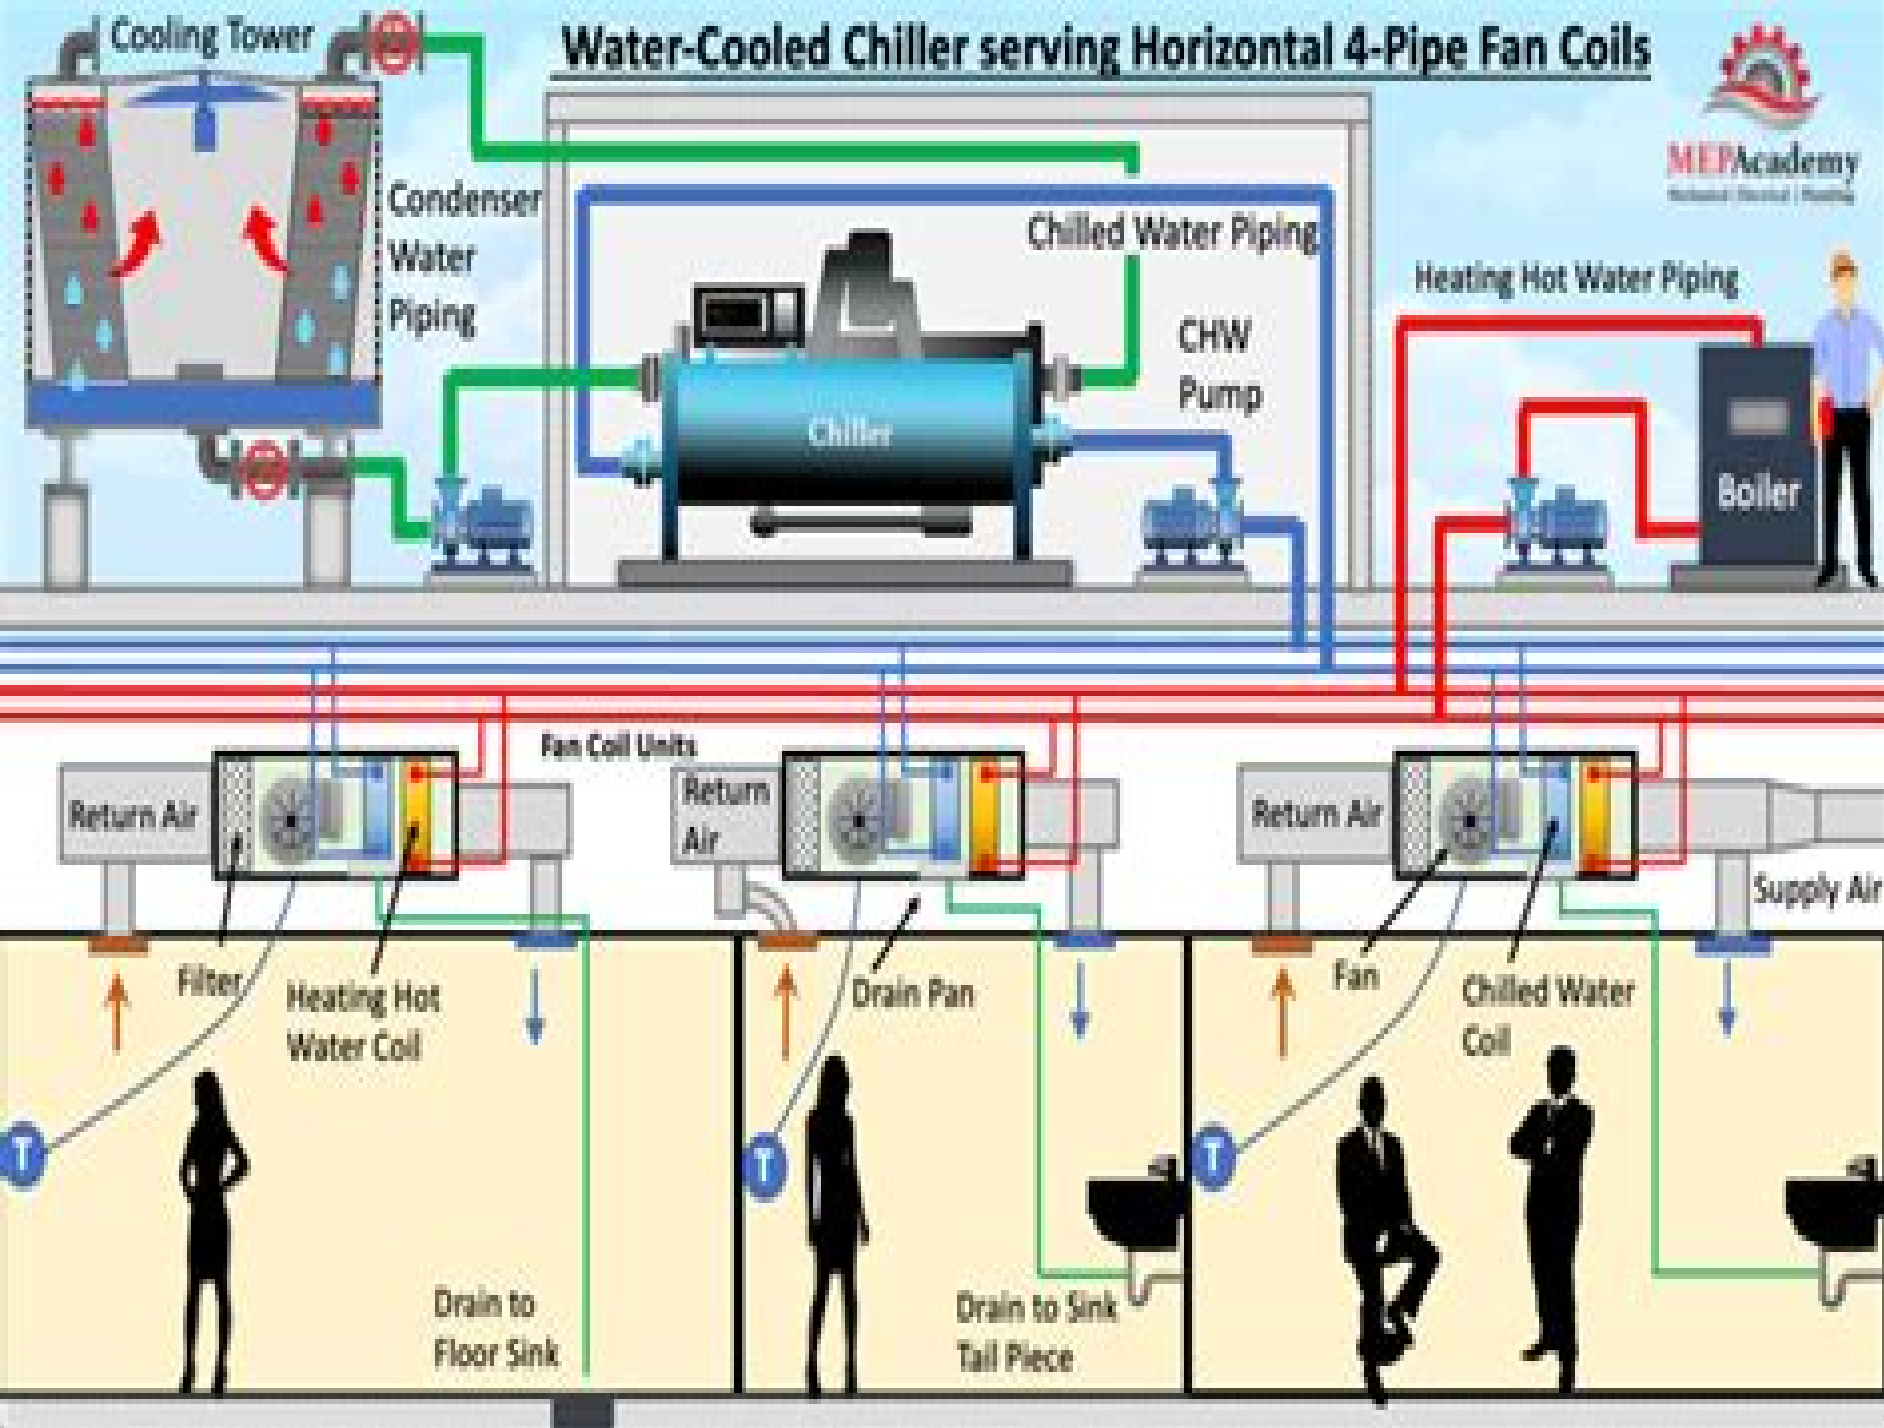 Cooling Tower
Water-Cooled Chiller serving Horizontal 4-Pipe Fan Coils
MEPAcademy
Condenser
Water
Piping
Chilled Water Piping
Heating Hot Water Piping
CHW
Pump
Chiller
Boiler
Fan Coil Units
Return Air
Return
Air
Return Air
Supply Air
Filter
Heating Hot
Water Coil
Drain Pan
Fan
Chilled Water
Coil
T
T
T
Drain to
Floor Sink
Drain to Sink
Tail Piece